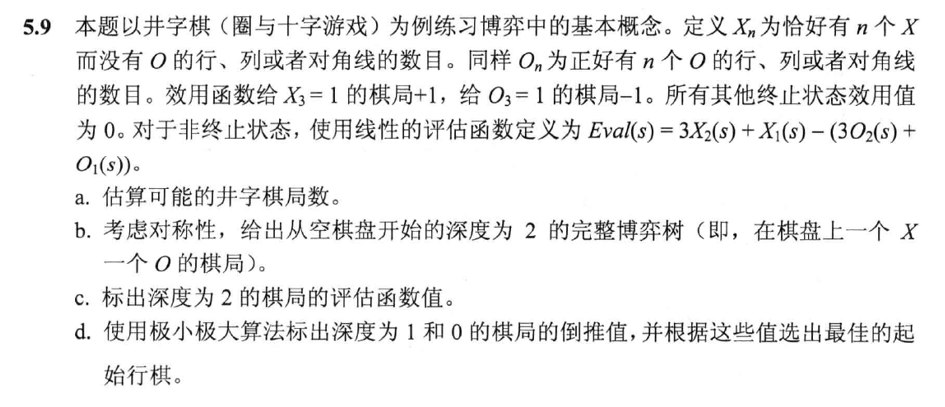 5.9 本题以井字棋（圈与十字游戏）为例练习博弈中的基本概念。定义 Xₙ 为恰好有 n 个 X
而没有 O 的行、列或者对角线的数目。同样 Oₙ 为正好有 n 个 O 的行、列或者对角线
的数目。效用函数给 X₃ = 1 的棋局+1，给 O₃ = 1 的棋局−1。所有其他终止状态效用值
为 0。对于非终止状态，使用线性的评估函数定义为 Eval(s) = 3X₂(s) + X₁(s) − (3O₂(s) +
O₁(s))。
a. 估算可能的井字棋局数。
b. 考虑对称性，给出从空棋盘开始的深度为 2 的完整博弈树（即，在棋盘上一个 X
一个 O 的棋局）。
c. 标出深度为 2 的棋局的评估函数值。
d. 使用极小极大算法标出深度为 1 和 0 的棋局的倒推值，并根据这些值选出最佳的起
始行棋。